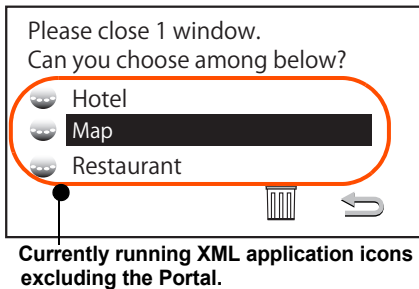 Please close 1 window.
Can you choose among below?
Hotel
Map
Restaurant
Currently running XML application icons
excluding the Portal.